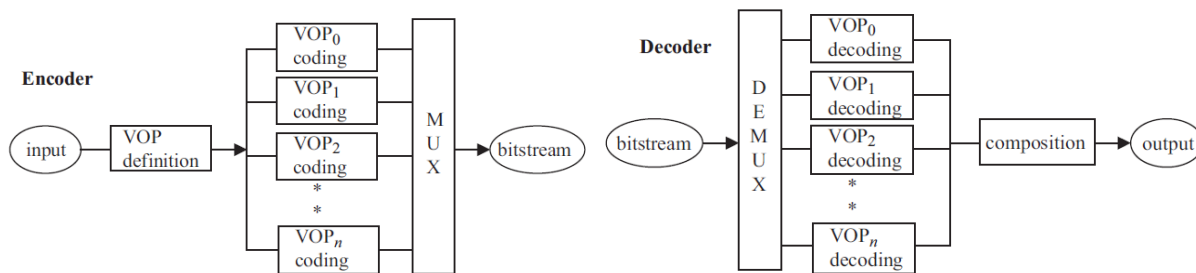 Encoder
input
VOP
definition
VOP0
coding
VOP1
coding
VOP2
coding
*
*
VOPn
coding
M
U
X
bitstream
Decoder
bitstream
D
E
M
U
X
VOP0
decoding
VOP1
decoding
VOP2
decoding
*
*
VOPn
decoding
composition
output